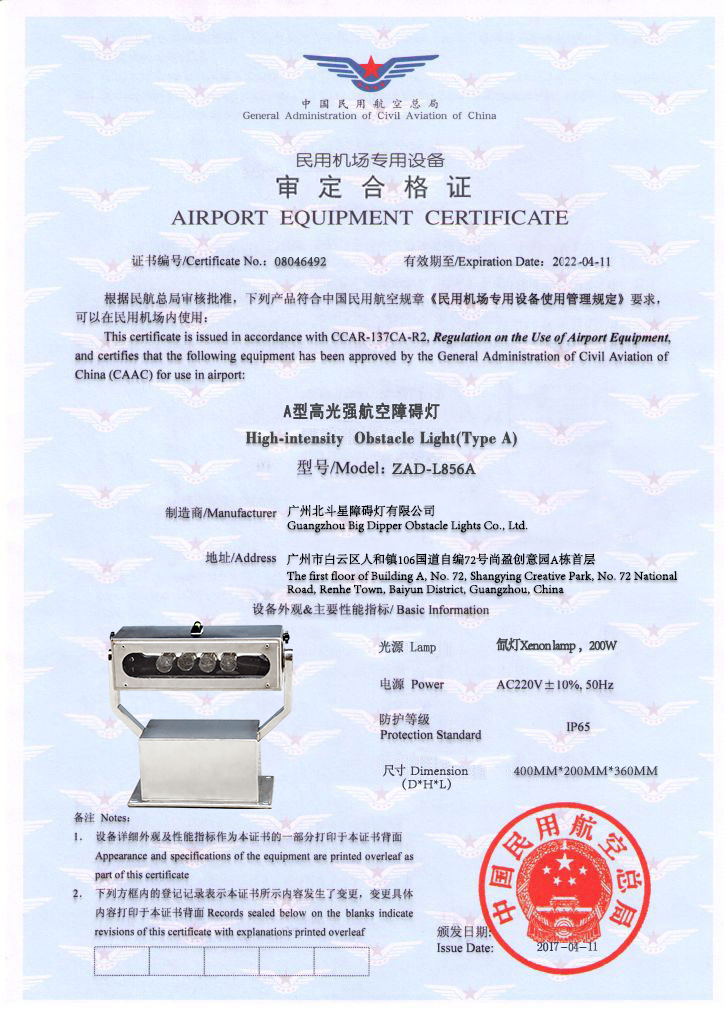 中国民用航空总局
General Administration of Civil Aviation of China
民用机场专用设备
审定合格证
AIRPORT EQUIPMENT CERTIFICATE
证书编号/Certificate No.: 08046492 有效期至/Expiration Date: 2022-04-11
根据民航总局审核批准，下列产品符合中国民用航空规章《民用机场专用设备使用管理规定》要求，
可以在民用机场内使用：
This certificate is issued in accordance with CCAR-137CA-R2, Regulation on the Use of Airport Equipment,
and certifies that the following equipment has been approved by the General Administration of Civil Aviation of
China (CAAC) for use in airport:
A型高光强航空障碍灯
High-intensity Obstacle Light(Type A)
型号/Model: ZAD-L856A
制造商/Manufacturer 广州北斗星障碍灯有限公司
Guangzhou Big Dipper Obstacle Lights Co., Ltd.
地址/Address 广州市白云区人和镇106国道自编72号尚盈创意园A栋首层
The first floor of Building A, No. 72, Shangying Creative Park, No. 72 National
Road, Renhe Town, Baiyun District, Guangzhou, China
设备外观&主要性能指标/ Basic Information
光源 Lamp 氙灯Xenon lamp，200W
电源 Power AC220V±10%, 50Hz
防护等级
Protection Standard IP65
尺寸 Dimension 400MM*200MM*360MM
(D*H*L)
备注 Notes:
1. 设备详细外观及性能指标作为本证书的一部分打印于本证书背面
Appearance and specifications of the equipment are printed overleaf as
part of this certificate
2. 下列方框内的登记记录表示本证书所示内容发生了变更，变更具体
内容打印于本证书背面 Records sealed below on the blanks indicate
revisions of this certificate with explanations printed overleaf
中国民用航空总局
颁发日期:
Issue Date: 2017-04-11